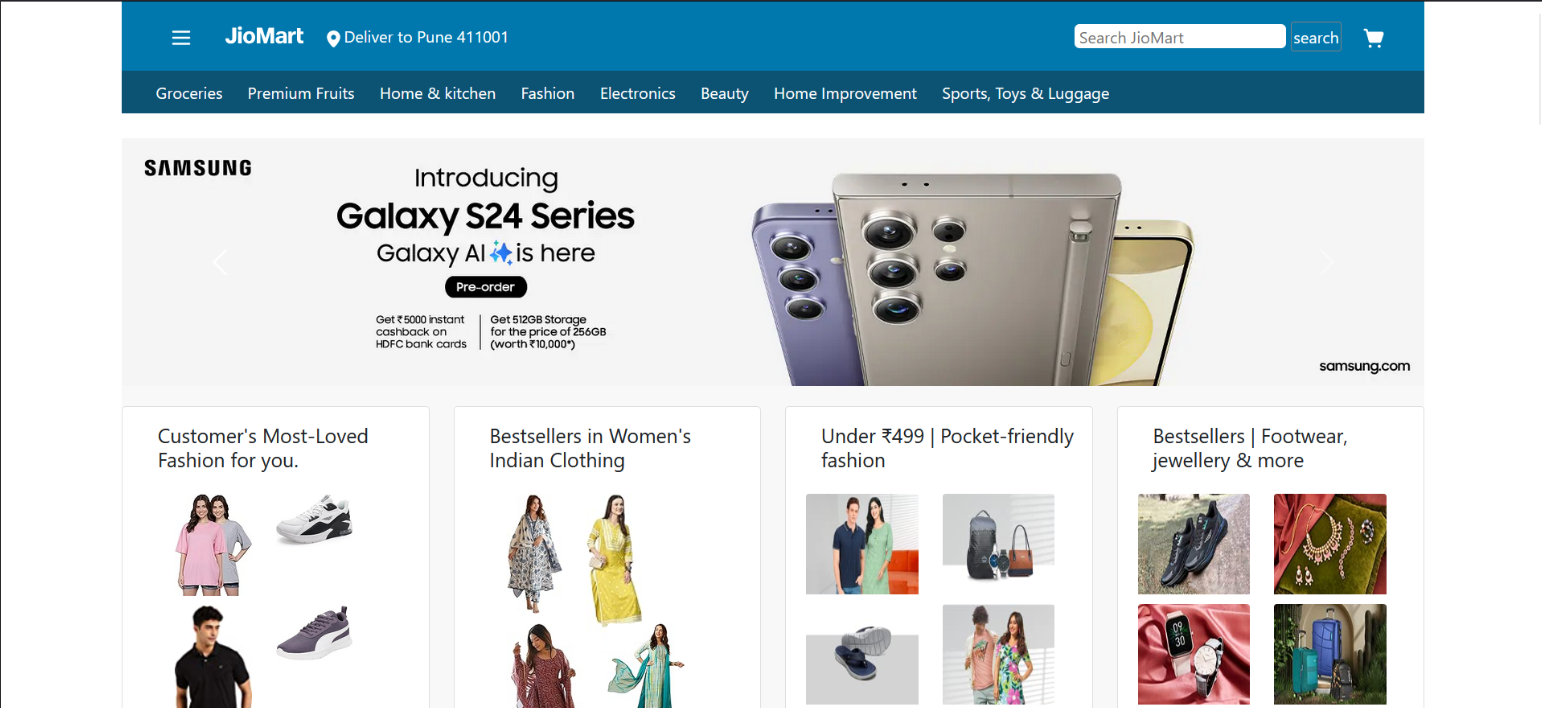 JioMart
Deliver to Pune 411001
Search JioMart
search
Groceries Premium Fruits Home & kitchen Fashion Electronics Beauty Home Improvement Sports, Toys & Luggage
SAMSUNG
Introducing
Galaxy S24 Series
Galaxy AI is here
Pre-order
Get ₹5000 instant
cashback on
HDFC bank cards
Get 512GB Storage
for the price of 256GB
(worth ₹10,000*)
samsung.com
Customer's Most-Loved
Fashion for you.
Bestsellers in Women's
Indian Clothing
Under ₹499 | Pocket-friendly
fashion
Bestsellers | Footwear,
jewellery & more
09
30